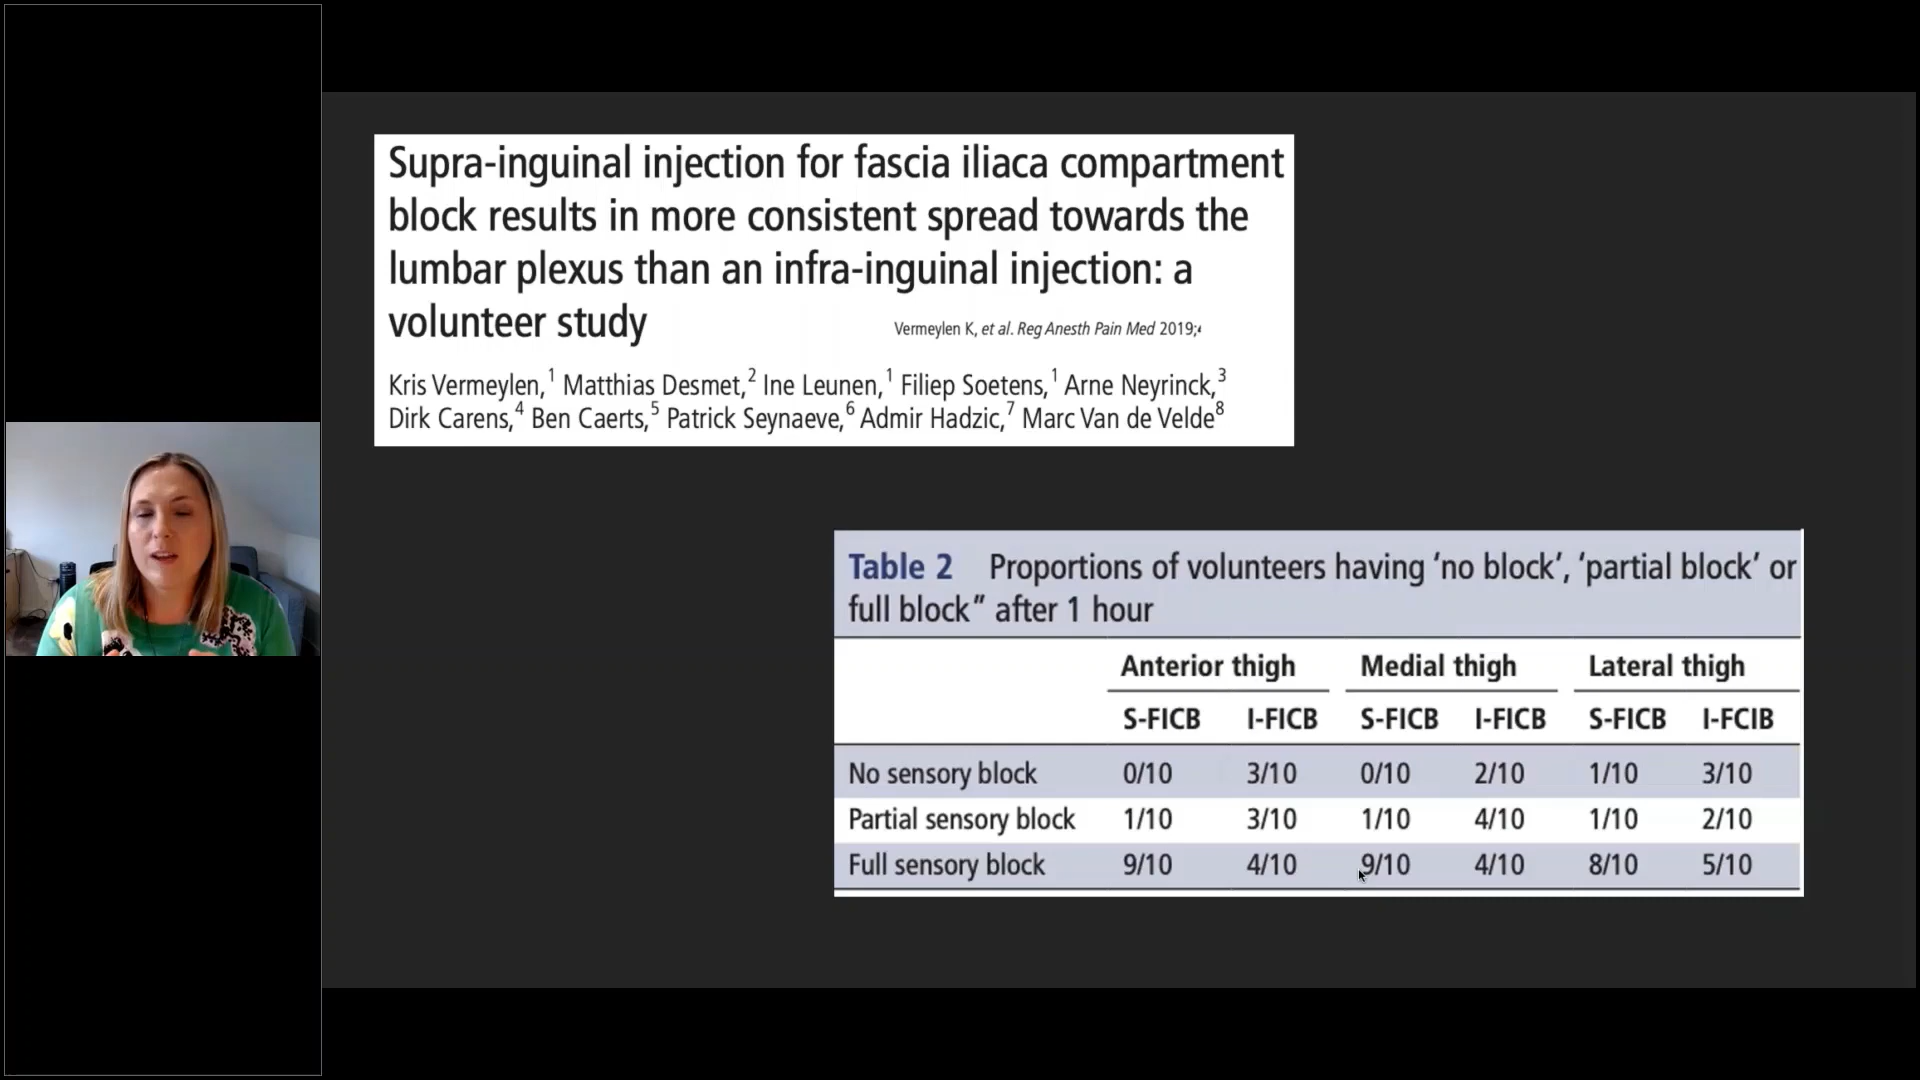 Supra-inguinal injection for fascia iliaca compartment
block results in more consistent spread towards the
lumbar plexus than an infra-inguinal injection: a
volunteer study
Vermeylen K, et al. Reg Anesth Pain Med 2019;
Kris Vermeylen,1 Matthias Desmet,2 Ine Leunen,1 Filiep Soetens,1 Arne Neyrinck,3
Dirk Carens,4 Ben Caerts,5 Patrick Seynaeve,6 Admir Hadzic,7 Marc Van de Velde8
Table 2 Proportions of volunteers having ‘no block’, ‘partial block’ or
full block” after 1 hour
Anterior thigh Medial thigh Lateral thigh
S-FICB I-FICB S-FICB I-FICB S-FICB I-FCIB
No sensory block 0/10 3/10 0/10 2/10 1/10 3/10
Partial sensory block 1/10 3/10 1/10 4/10 1/10 2/10
Full sensory block 9/10 4/10 9/10 4/10 8/10 5/10